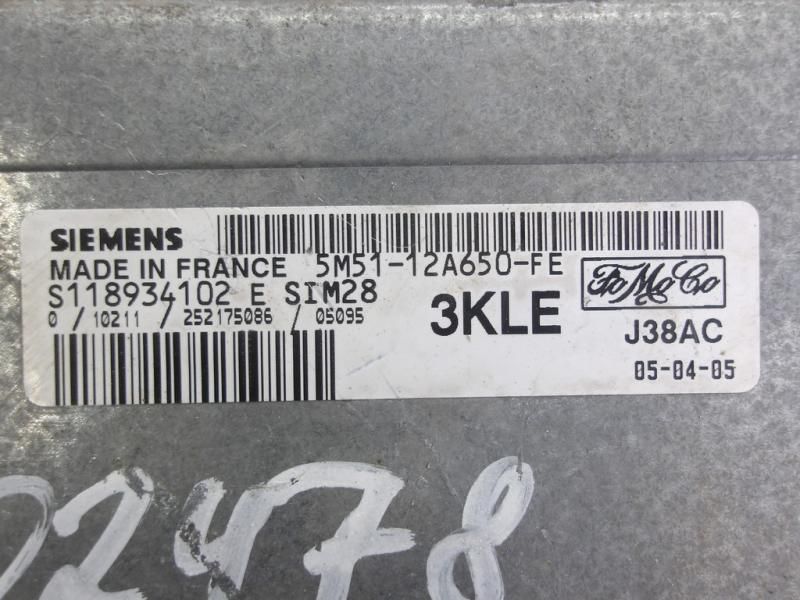 SIEMENS
MADE IN FRANCE 5M51-12A650-FE
S118934102 E SIM28
0 / 10211 / 252175086 / 05095
3KLE
FoMoCo
J38AC
05-04-05
02478